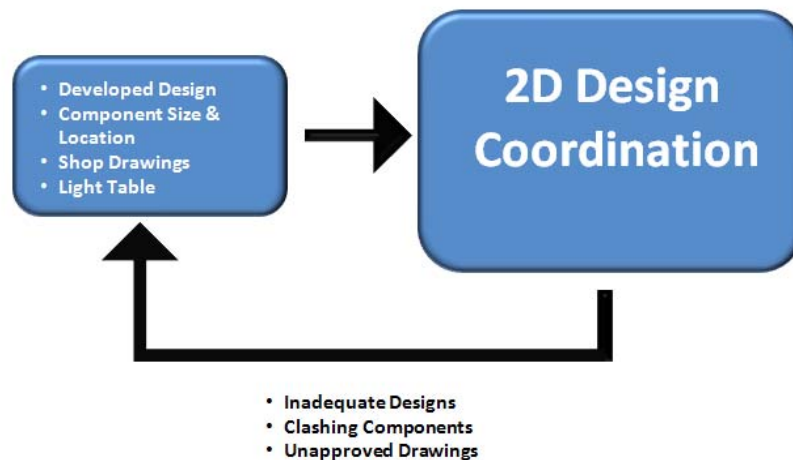 • Developed Design
• Component Size &
Location
• Shop Drawings
• Light Table
2D Design
Coordination
• Inadequate Designs
• Clashing Components
• Unapproved Drawings